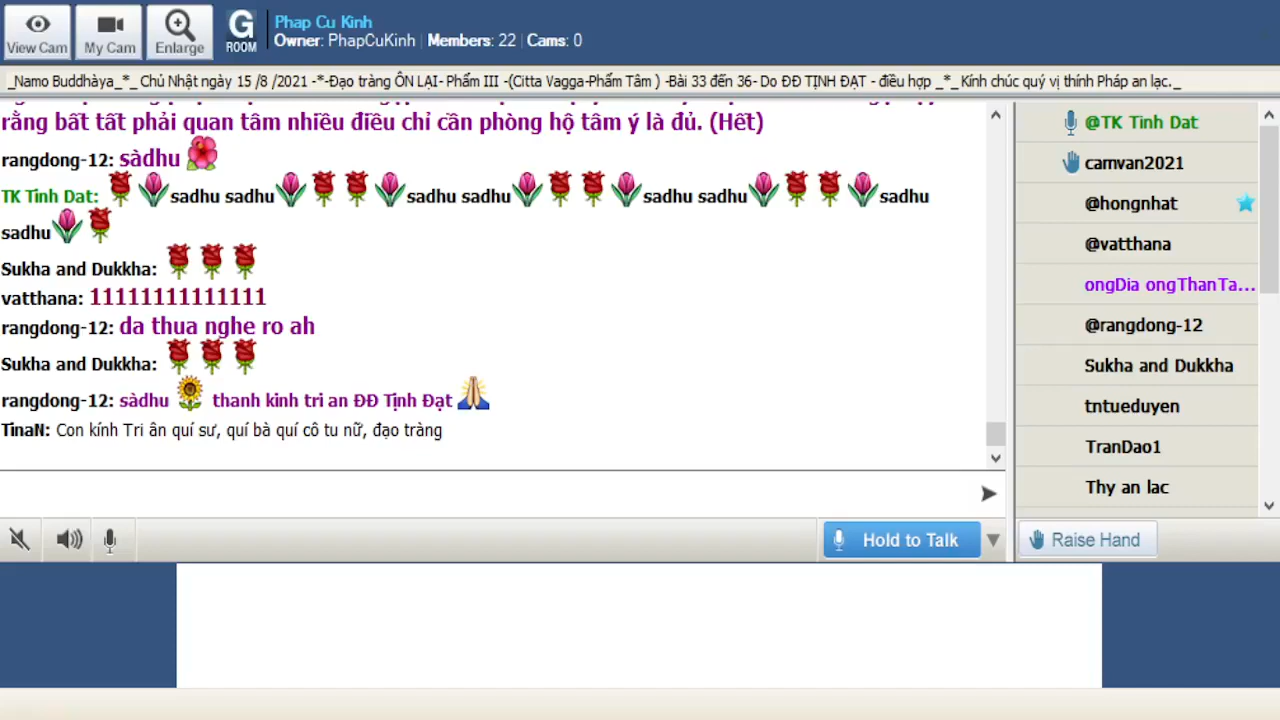 View Cam
My Cam
Enlarge
G
ROOM
Phap Cu Kinh
Owner: PhapCuKinh | Members: 22 | Cams: 0
_Namo Buddhàya_*_ Chủ Nhật ngày 15 /8 /2021 -*-Đạo tràng ÔN LẠI- Phẩm III -(Citta Vagga-Phẩm Tâm ) -Bài 33 đến 36- Do ĐĐ TỊNH ĐẠT - điều hợp _*_ Kính chúc quý vị thính Pháp an lạc._
rằng bất tất phải quan tâm nhiều điều chỉ cần phòng hộ tâm ý là đủ. (Hết)
rangdong-12: sàdhu
TK Tinh Dat: sadhu sadhu sadhu sadhu sadhu sadhu sadhu
sadhu
Sukha and Dukkha:
vatthana: 11111111111111
rangdong-12: da thua nghe ro ah
Sukha and Dukkha:
rangdong-12: sàdhu thanh kinh tri an ĐĐ Tịnh Đạt
TinaN: Con kính Tri ân quí sư, quí bà quí cô tu nữ, đạo tràng
Hold to Talk
@TK Tinh Dat
camvan2021
@hongnhat
@vatthana
ongDia ongThanTa...
@rangdong-12
Sukha and Dukkha
tntueduyen
TranDao1
Thy an lac
Raise Hand